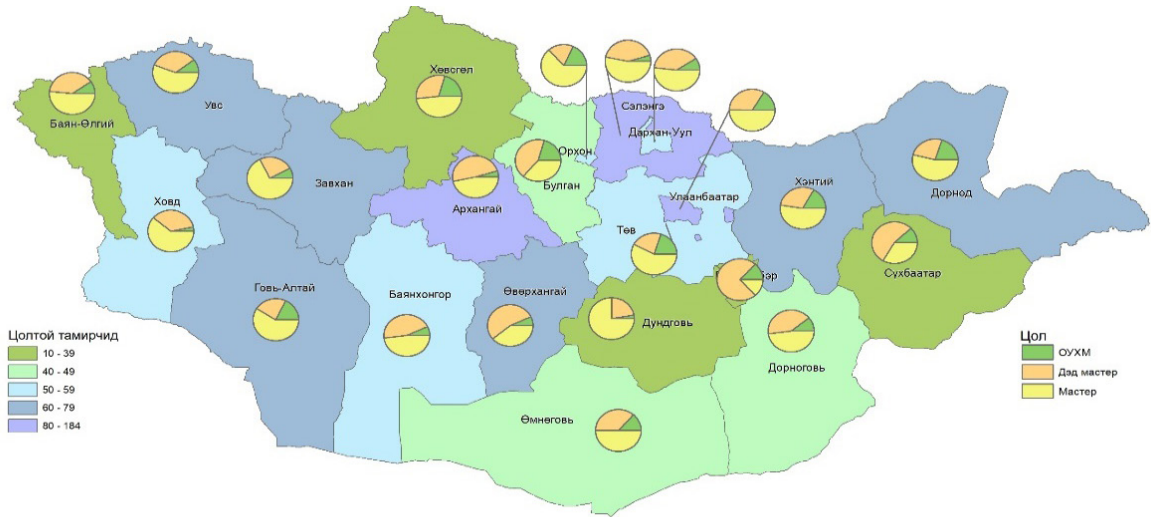 Хөвсгөл
Увс
Баян-Өлгий
Сэлэнгэ
Дархан-Уул
Орхон
Завхан
Булган
Хэнтий
Дорнод
Ховд
Архангай
Улаанбаатар
Төв
Сүхбаатар
Говь-Алтай
Баянхонгор
Өвөрхангай
Дундговь
Дорноговь
Өмнөговь
Цолтой тамирчид
10 - 39
40 - 49
50 - 59
60 - 79
80 - 184
Цол
ОУХМ
Дэд мастер
Мастер